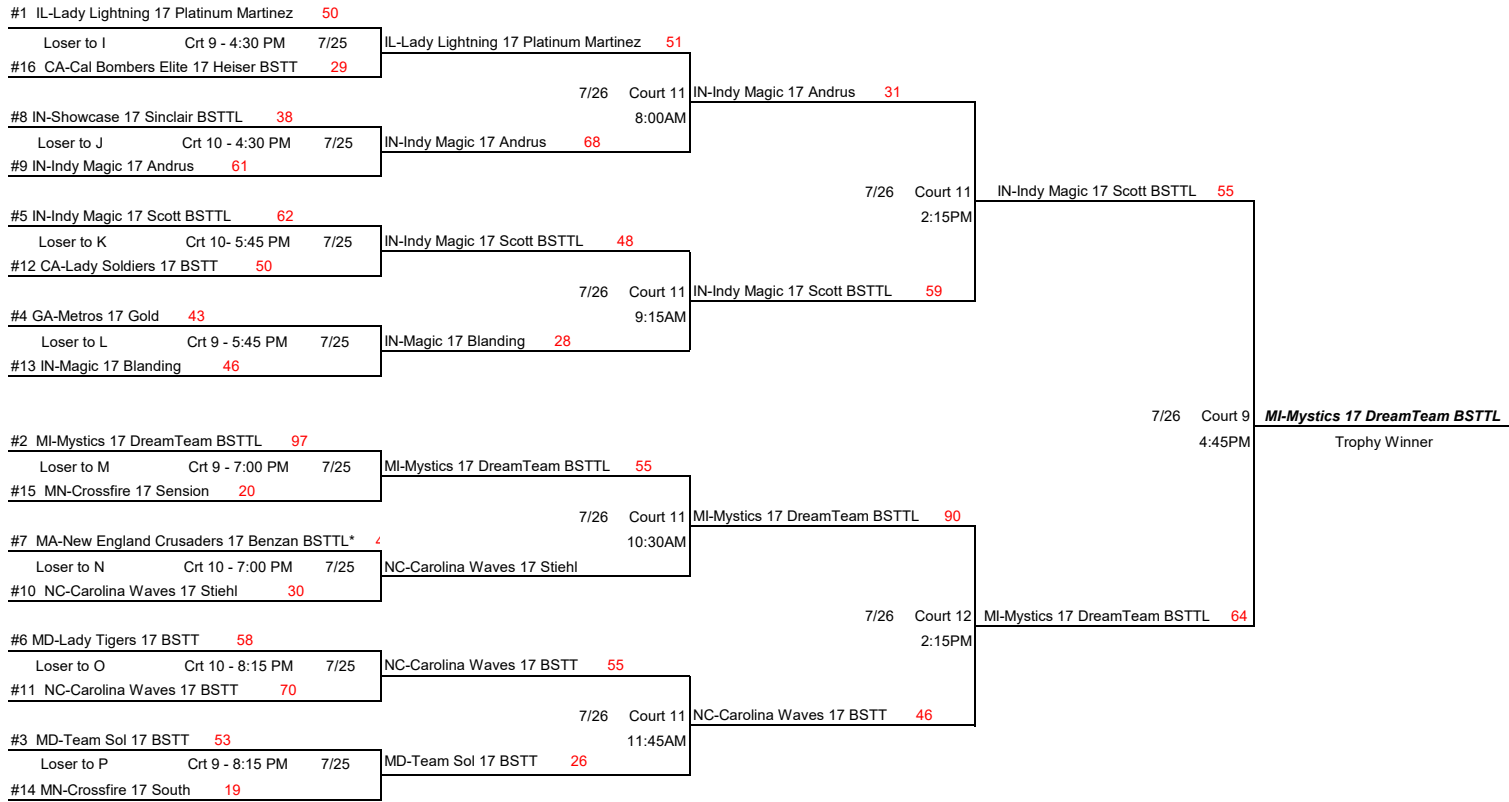 #1 IL-Lady Lightning 17 Platinum Martinez 50
Loser to I Crt 9 - 4:30 PM 7/25
IL-Lady Lightning 17 Platinum Martinez 51
#16 CA-Cal Bombers Elite 17 Heiser BSTT 29
7/26 Court 11
8:00AM
IN-Indy Magic 17 Andrus 31
#8 IN-Showcase 17 Sinclair BSTTL 38
Loser to J Crt 10 - 4:30 PM 7/25
IN-Indy Magic 17 Andrus 68
#9 IN-Indy Magic 17 Andrus 61
7/26 Court 11
2:15PM
IN-Indy Magic 17 Scott BSTTL 55
#5 IN-Indy Magic 17 Scott BSTTL 62
Loser to K Crt 10- 5:45 PM 7/25
IN-Indy Magic 17 Scott BSTTL 48
#12 CA-Lady Soldiers 17 BSTT 50
7/26 Court 11
9:15AM
IN-Indy Magic 17 Scott BSTTL 59
#4 GA-Metros 17 Gold 43
Loser to L Crt 9 - 5:45 PM 7/25
IN-Magic 17 Blanding 28
#13 IN-Magic 17 Blanding 46
7/26 Court 9
4:45PM
MI-Mystics 17 DreamTeam BSTTL
Trophy Winner
#2 MI-Mystics 17 DreamTeam BSTTL 97
Loser to M Crt 9 - 7:00 PM 7/25
MI-Mystics 17 DreamTeam BSTTL 55
#15 MN-Crossfire 17 Sension 20
7/26 Court 11
10:30AM
MI-Mystics 17 DreamTeam BSTTL 90
#7 MA-New England Crusaders 17 Benzan BSTTL*
Loser to N Crt 10 - 7:00 PM 7/25
NC-Carolina Waves 17 Stiehl
#10 NC-Carolina Waves 17 Stiehl 30
7/26 Court 12
2:15PM
MI-Mystics 17 DreamTeam BSTTL 64
#6 MD-Lady Tigers 17 BSTT 58
Loser to O Crt 10 - 8:15 PM 7/25
NC-Carolina Waves 17 BSTT 55
#11 NC-Carolina Waves 17 BSTT 70
7/26 Court 11
11:45AM
NC-Carolina Waves 17 BSTT 46
#3 MD-Team Sol 17 BSTT 53
Loser to P Crt 9 - 8:15 PM 7/25
MD-Team Sol 17 BSTT 26
#14 MN-Crossfire 17 South 19